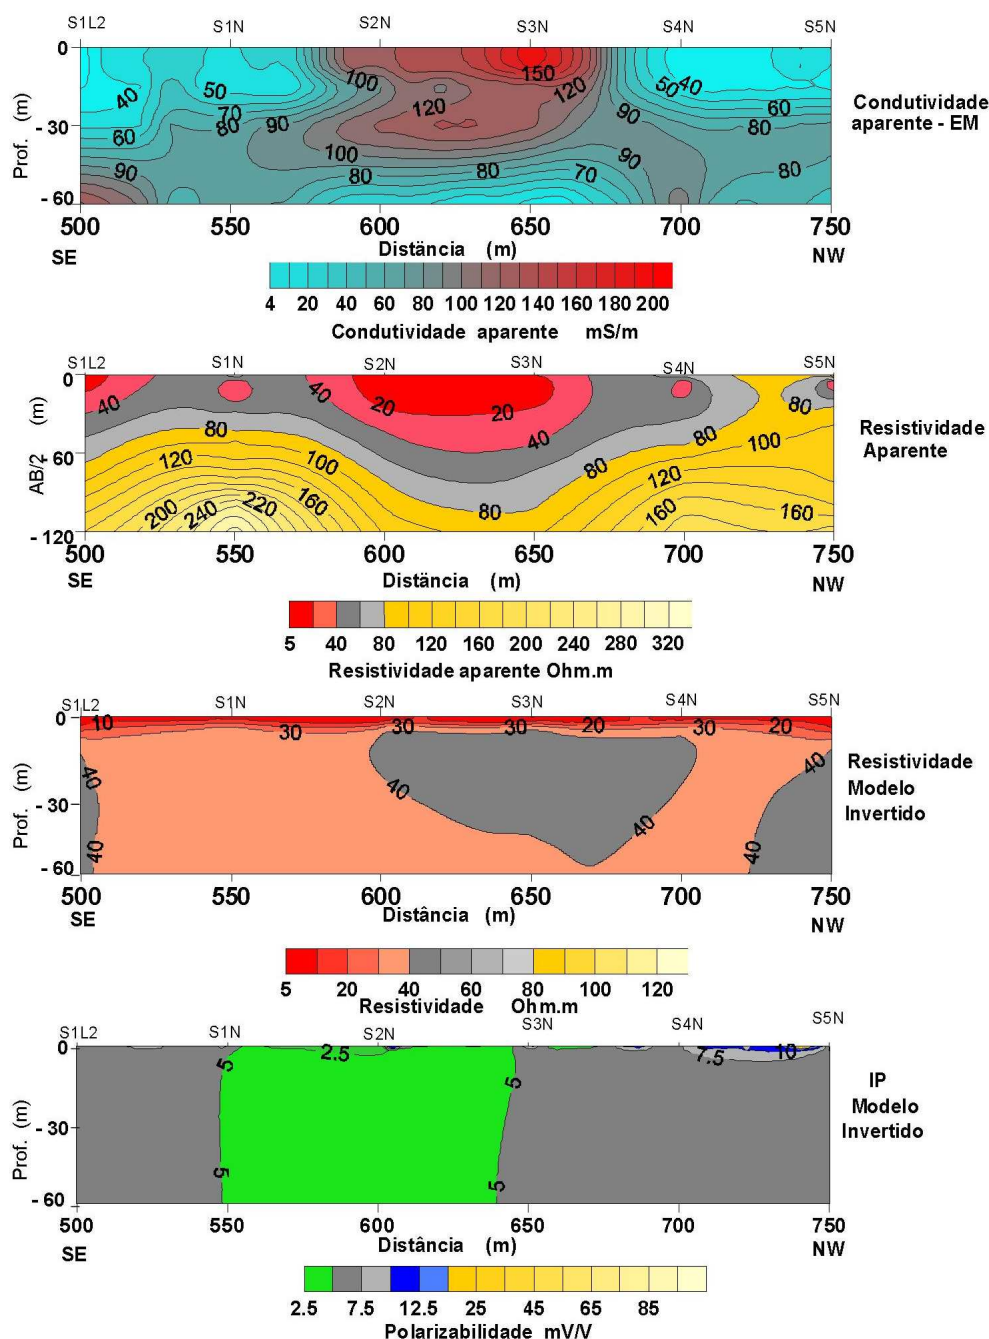 S1L2 S1N S2N S3N S4N S5N
0
- 30
- 60
Prof. (m)
40 50 70 80 60 90 90 100 120 100 80 150 120 70 90 90 50 40 60 80 80
Condutividade
aparente - EM
500 550 600 650 700 750
SE Distância (m) NW
4 20 40 60 80 100 120 140 160 180 200
Condutividade aparente mS/m
S1L2 S1N S2N S3N S4N S5N
0
- 60
- 120
AB/2 (m)
40 80 120 100 200 240 220 160 40 20 20 40 80 80 80 120 160 80 100 160
Resistividade
Aparente
500 550 600 650 700 750
SE Distäncia (m) NW
5 40 80 120 160 200 240 280 320
Resistividade aparente Ohm.m
S1L2 S1N S2N S3N S4N S5N
0
- 30
- 60
Prof. (m)
10 30 30 30 20 30 20 40 40 40 40 40 40
Resistividade
Modelo
Invertido
500 550 600 650 700 750
SE Distância (m) NW
5 20 40 60 80 100 120
Resistividade Ohm.m
S1L2 S1N S2N S3N S4N S5N
0
- 30
- 60
Prof. (m)
5 2.5 5 7.5 10 5 5
IP
Modelo
Invertido
500 550 600 650 700 750
SE Distância (m) NW
2.5 7.5 12.5 25 45 65 85
Polarizabilidade mV/V